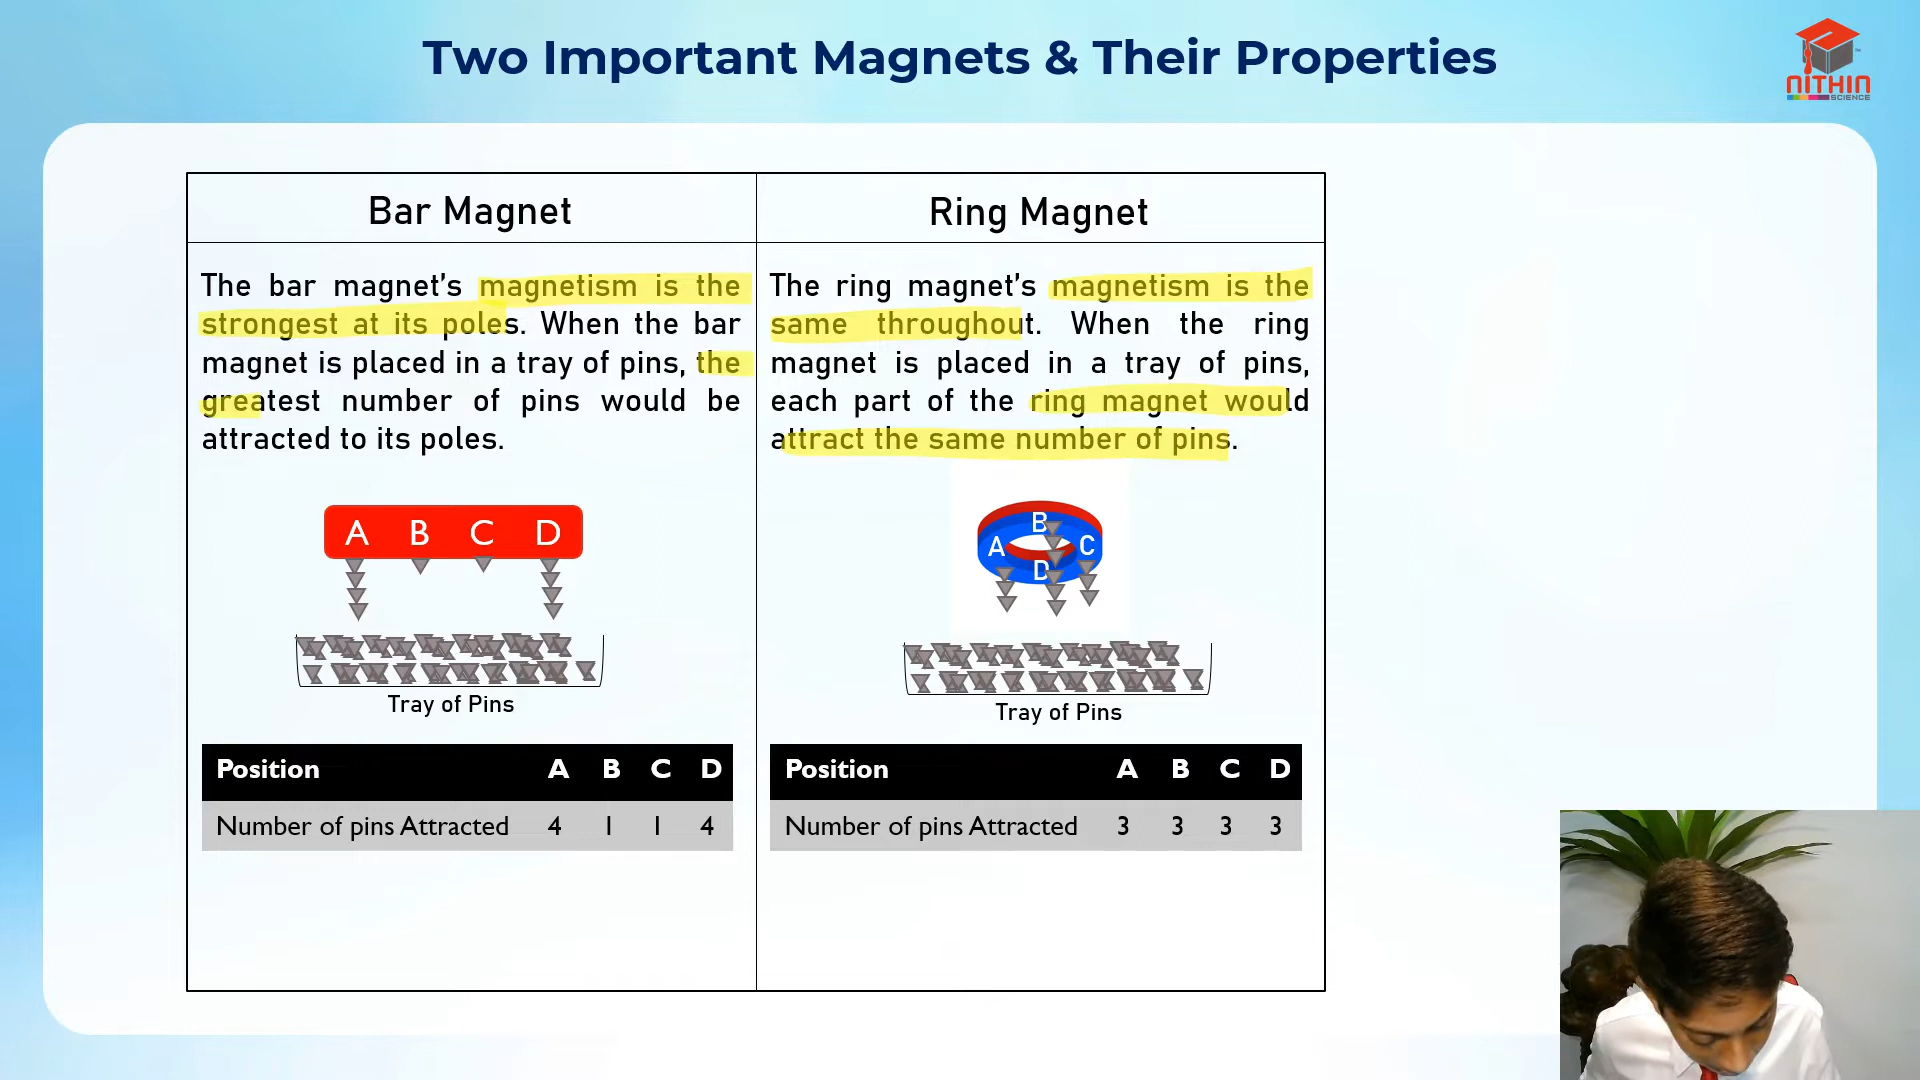 Two Important Magnets & Their Properties
NITHIN
SCIENCE
Bar Magnet
The bar magnet's magnetism is the
strongest at its poles. When the bar
magnet is placed in a tray of pins, the
greatest number of pins would be
attracted to its poles.
A B C D
Tray of Pins
Position A B C D
Number of pins Attracted 4 1 1 4
Ring Magnet
The ring magnet's magnetism is the
same throughout. When the ring
magnet is placed in a tray of pins,
each part of the ring magnet would
attract the same number of pins.
B
A C
D
Tray of Pins
Position A B C D
Number of pins Attracted 3 3 3 3